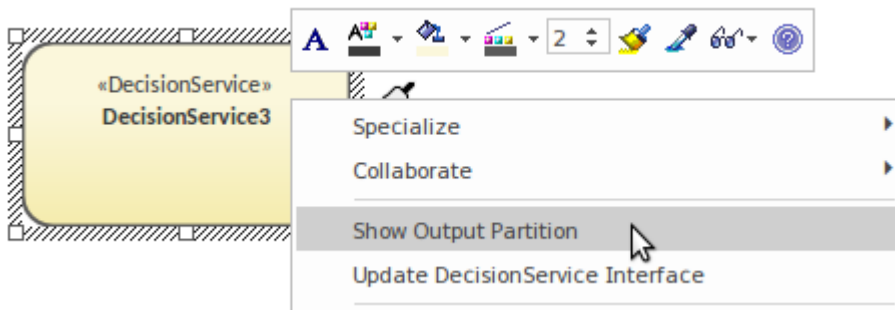 «DecisionService»
DecisionService3
A
A
2
Specialize
Collaborate
Show Output Partition
Update DecisionService Interface